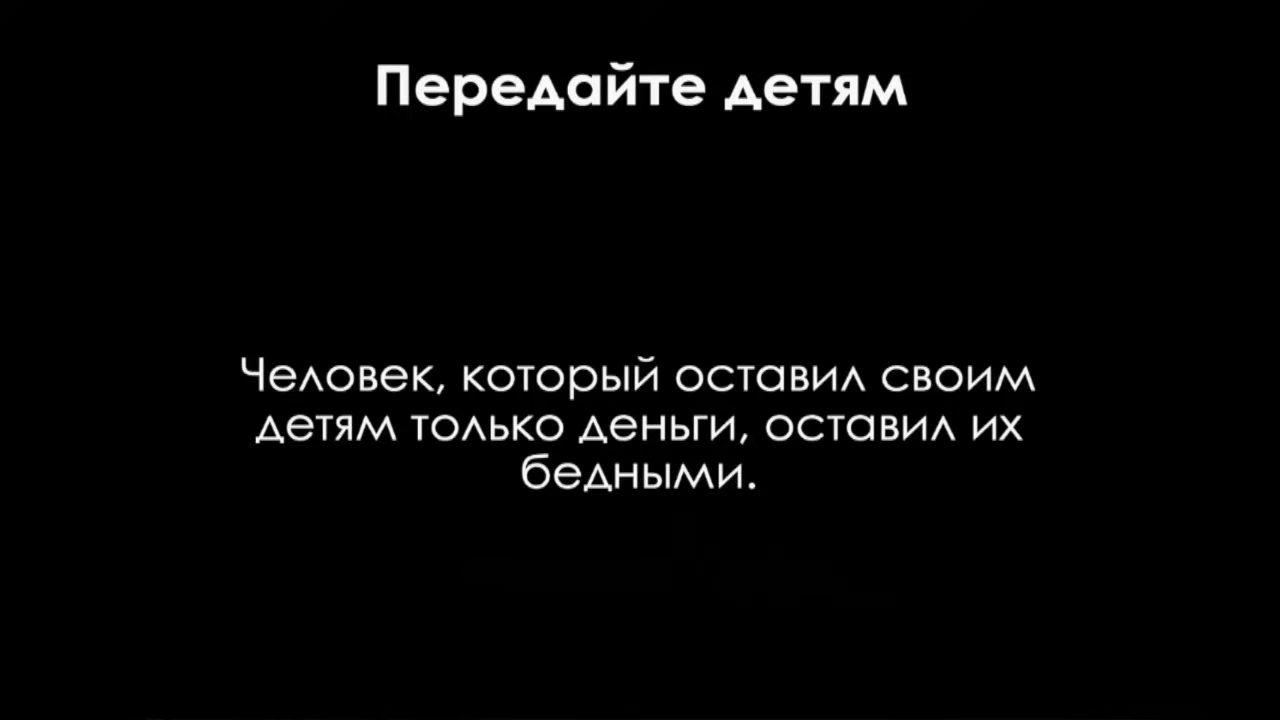 Передайте детям
Человек, который оставил своим
детям только деньги, оставил их
бедными.